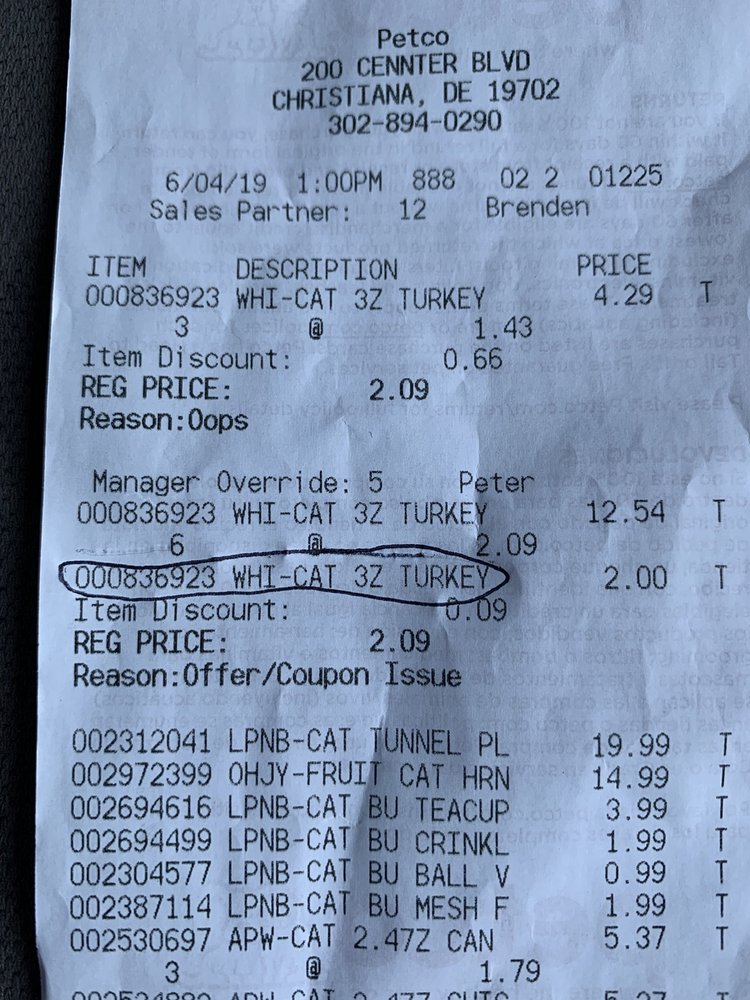 Petco
200 CENNTER BLVD
CHRISTIANA, DE 19702
302-894-0290
6/04/19 1:00PM 888 02 2 01225
Sales Partner: 12 Brenden
ITEM DESCRIPTION PRICE
000836923 WHI-CAT 3Z TURKEY 4.29 T
3 @ 1.43
Item Discount: 0.66
REG PRICE: 2.09
Reason:Oops
Manager Override: 5 Peter
000836923 WHI-CAT 3Z TURKEY 12.54 T
6 @ 2.09
000836923 WHI-CAT 3Z TURKEY 2.00 T
Item Discount: 0.09
REG PRICE: 2.09
Reason:Offer/Coupon Issue
002312041 LPNB-CAT TUNNEL PL 19.99 T
002972399 OHJY-FRUIT CAT HRN 14.99 T
002694616 LPNB-CAT BU TEACUP 3.99 T
002694499 LPNB-CAT BU CRINKL 1.99 T
002304577 LPNB-CAT BU BALL V 0.99 T
002387114 LPNB-CAT BU MESH F 1.99 T
002530697 APW-CAT 2.47Z CAN 5.37 T
3 @ 1.79